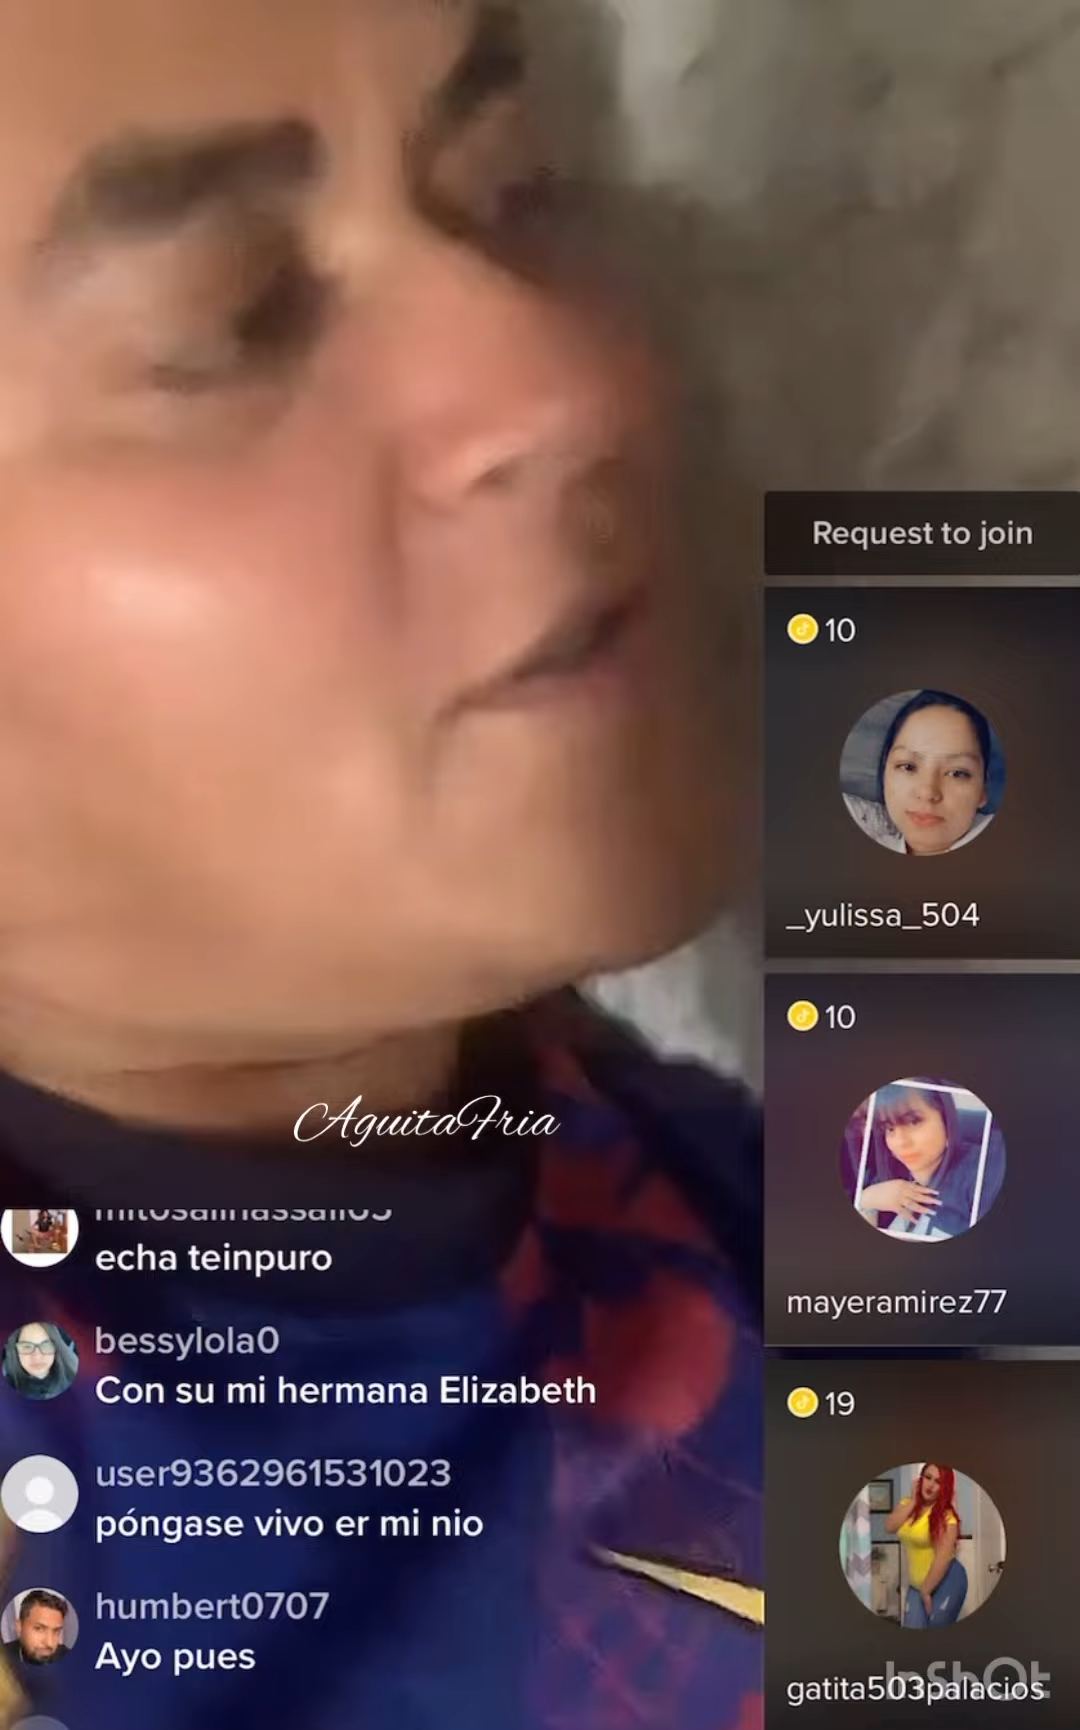 Request to join
10
_yulissa_504
10
mayeramirez77
19
gatita503palacios
InShOt
AguitaFria
echa teinpuro
bessylola0
Con su mi hermana Elizabeth
user9362961531023
póngase vivo er mi nio
humbert0707
Ayo pues